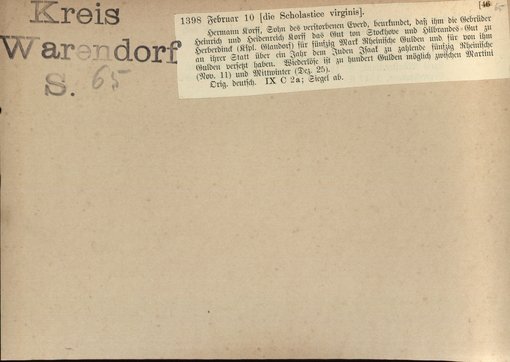 Kreis
Warendorf
S. 65
[46
65
1398 Februar 10 [die Scholastice virginis].
Hermann Korff, Sohn des verstorbenen Everd, beurkundet, daß ihm die Gebrüder
Heinrich und Heidenreich Korff das Gut von Stockhove und Hilbrandes-Gut zu
Herberdinck (Kspl. Glandorf) für fünfzig Mark Rheinische Gulden und für von ihm
an ihrer Statt über ein Jahr dem Juden Isaak zu zahlende fünfzig Rheinische
Gulden versetzt haben. Wiederlöse ist zu hundert Gulden möglich zwischen Martini
(Nov. 11) und Mittwinter (Dez. 25).
Orig. deutsch. IX C 2a; Siegel ab.